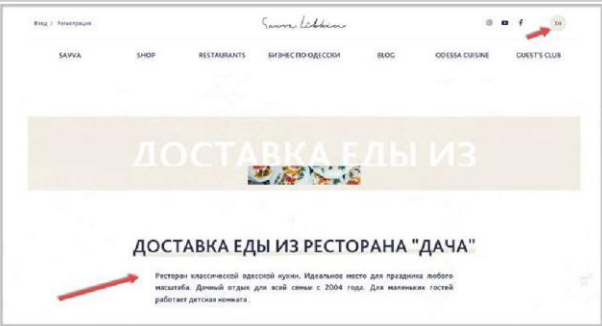 Вход / Регистрация
Savva Libkin
EN
SAVVA SHOP RESTAURANTS БИЗНЕС ПО-ОДЕССКИ BLOG ODESSA CUISINE GUEST'S CLUB
ДОСТАВКА ЕДЫ ИЗ
ДОСТАВКА ЕДЫ ИЗ РЕСТОРАНА "ДАЧА"
Ресторан классической одесской кухни. Идеальное место для праздника любого
масштаба. Дачный отдых для всей семьи с 2004 года. Для маленьких гостей
работает детская комната.